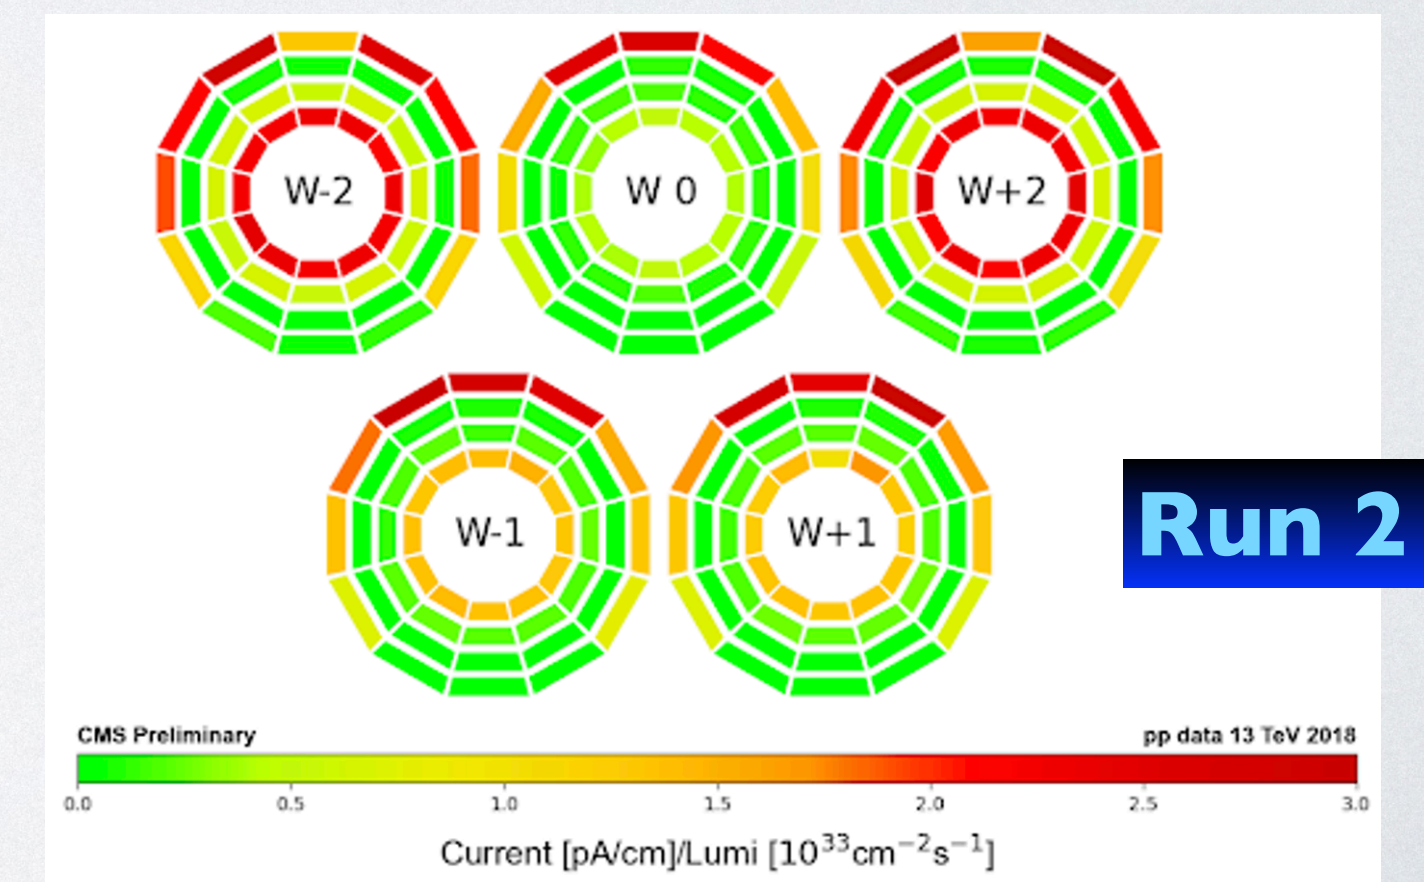 W-2
W 0
W+2
W-1
W+1
Run 2
CMS Preliminary
pp data 13 TeV 2018
0.0 0.5 1.0 1.5 2.0 2.5 3.0
Current [pA/cm]/Lumi [10³³cm⁻²s⁻¹]